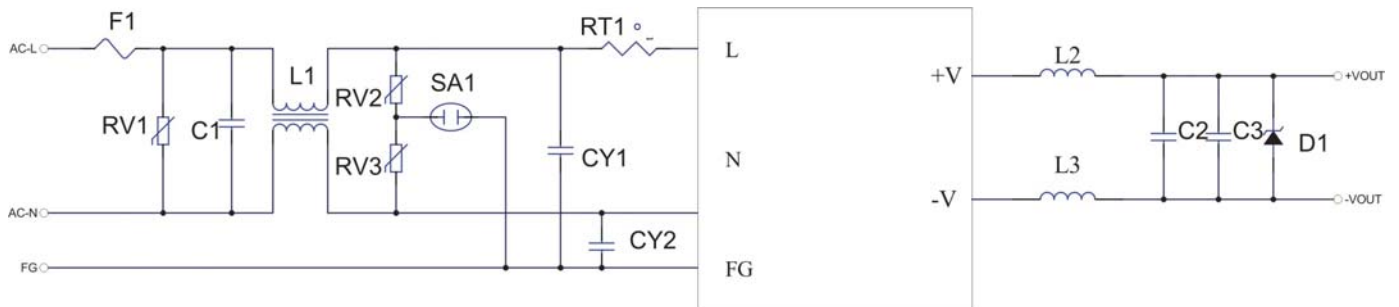 F1
RT1
AC-L
L
L1
SA1
RV2
+V
L2
+VOUT
RV1
C1
RV3
CY1
N
C2
C3
D1
L3
AC-N
-V
-VOUT
CY2
FG
FG